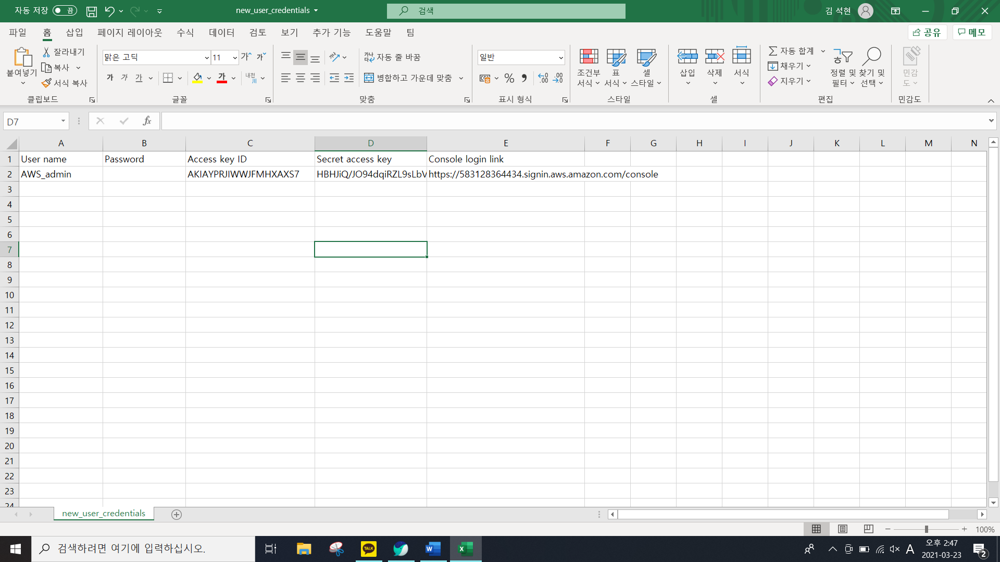 자동 저장 끔 new_user_credentials 검색 김 석현
파일 홈 삽입 페이지 레이아웃 수식 데이터 검토 보기 추가 기능 도움말 팀 공유 메모
붙여넣기 잘라내기 복사 서식 복사
클립보드
맑은 고딕 11 가 가
가 가 가 가 내천
글꼴
가나다 자동 줄 바꿈
병합하고 가운데 맞춤
맞춤
일반
% , .00 .00
표시 형식
조건부 서식 표 서식 셀 스타일
스타일
삽입 삭제 서식
셀
자동 합계 채우기 지우기 정렬 및 필터 찾기 및 선택
편집
민감도
민감도
D7 fx
A B C D E F G H I J K L M N
1 User name Password Access key ID Secret access key Console login link
2 AWS_admin AKIAYPRJIWWJFMHXAXS7 HBHJiQ/JO94dqiRZL9sLbV https://583128364434.signin.aws.amazon.com/console
3
4
5
6
7
8
9
10
11
12
13
14
15
16
17
18
19
20
21
22
23
24
new_user_credentials
100%
검색하려면 여기에 입력하십시오. TALK A 오후 2:47
2021-03-23 2